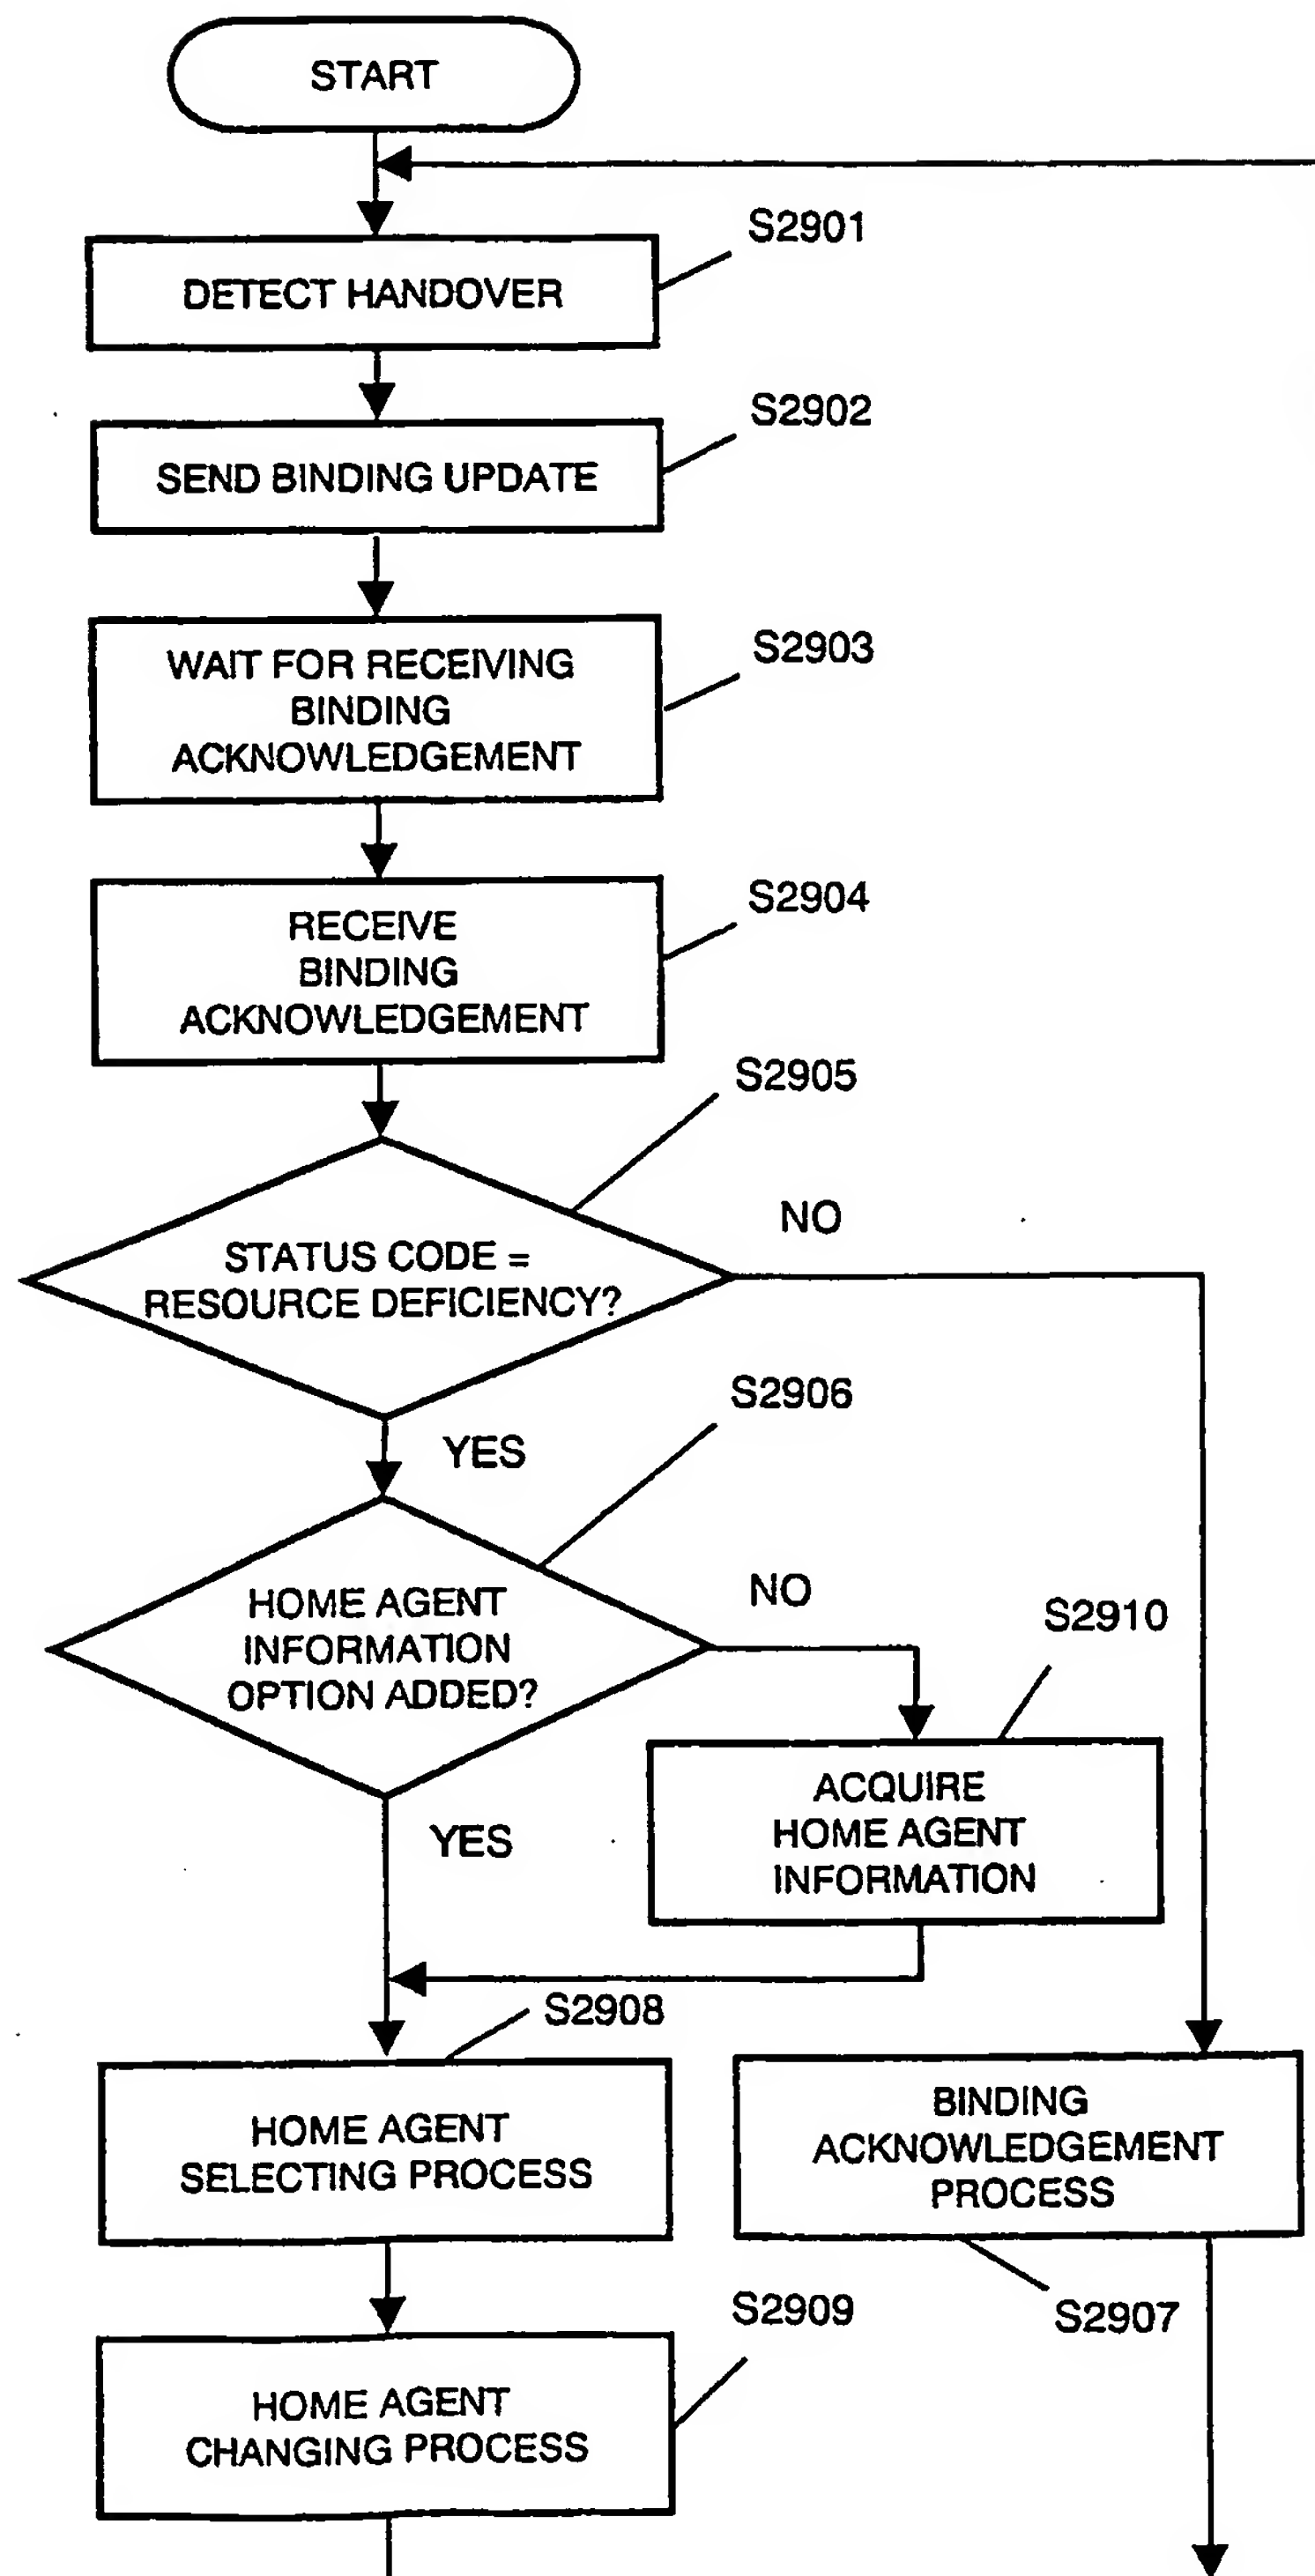 START
S2901
DETECT HANDOVER
S2902
SEND BINDING UPDATE
S2903
WAIT FOR RECEIVING
BINDING
ACKNOWLEDGEMENT
S2904
RECEIVE
BINDING
ACKNOWLEDGEMENT
S2905
NO
STATUS CODE =
RESOURCE DEFICIENCY?
S2906
YES
HOME AGENT
INFORMATION
OPTION ADDED?
NO
S2910
ACQUIRE
HOME AGENT
INFORMATION
YES
S2908
HOME AGENT
SELECTING PROCESS
BINDING
ACKNOWLEDGEMENT
PROCESS
S2907
S2909
HOME AGENT
CHANGING PROCESS